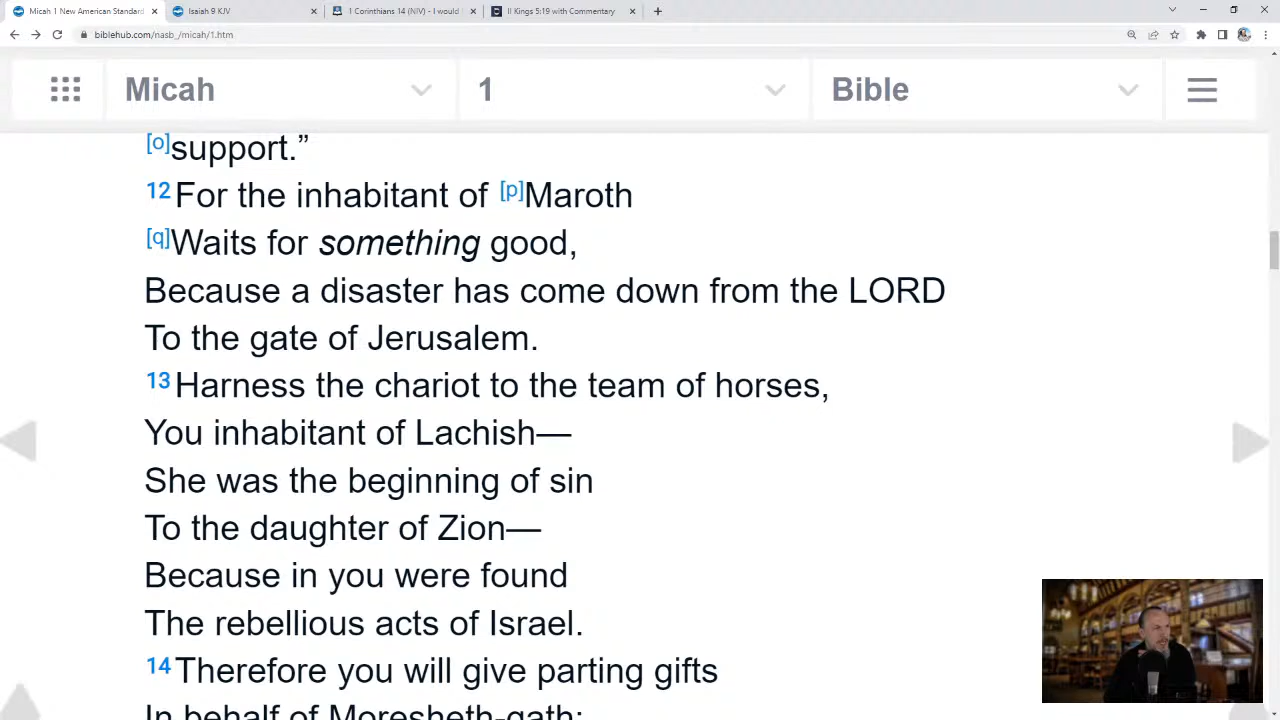 Micah 1 New American Standard
Isaiah 9 KJV
1 Corinthians 14 (NIV) - I would
II Kings 5:19 with Commentary
biblehub.com/nasb_/micah/1.htm
Micah
1
Bible
[o]support.”
12 For the inhabitant of [p]Maroth
[q]Waits for something good,
Because a disaster has come down from the LORD
To the gate of Jerusalem.
13 Harness the chariot to the team of horses,
You inhabitant of Lachish—
She was the beginning of sin
To the daughter of Zion—
Because in you were found
The rebellious acts of Israel.
14 Therefore you will give parting gifts
In behalf of Moresheth-gath;